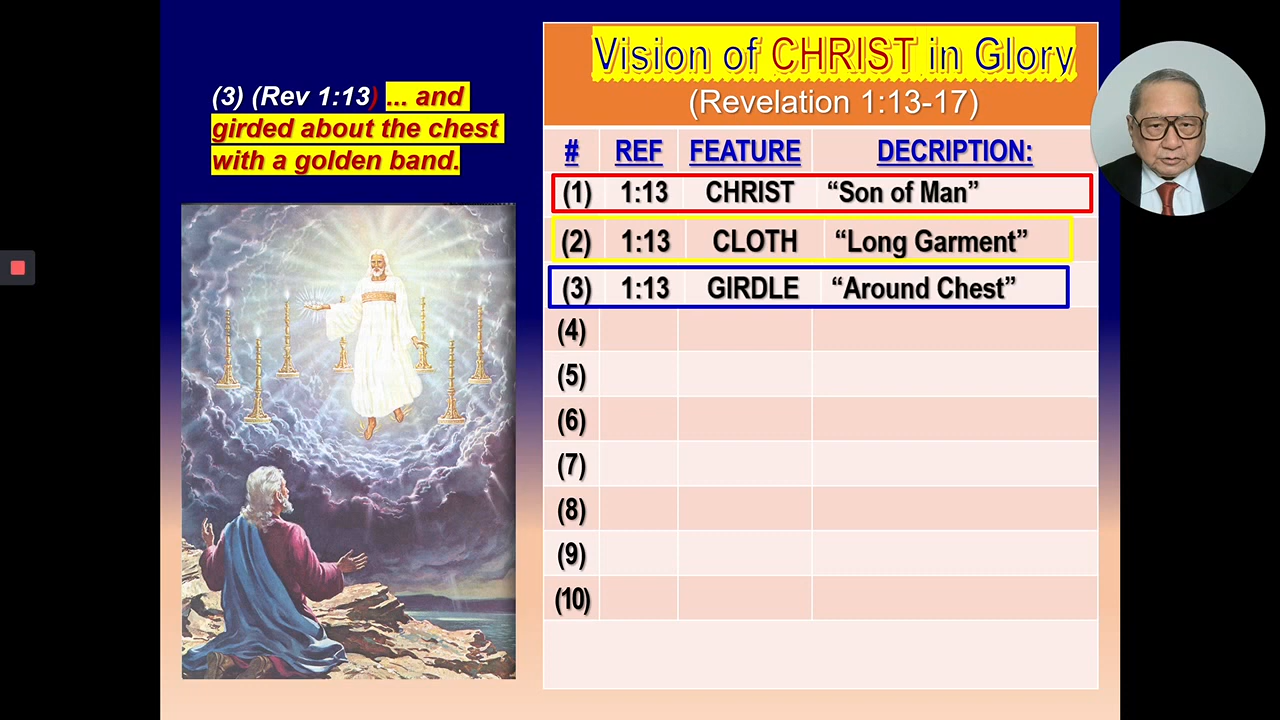 (3) (Rev 1:13) ... and
girded about the chest
with a golden band.
Vision of CHRIST in Glory
(Revelation 1:13-17)
# REF FEATURE DECRIPTION:
(1) 1:13 CHRIST “Son of Man”
(2) 1:13 CLOTH “Long Garment”
(3) 1:13 GIRDLE “Around Chest”
(4)
(5)
(6)
(7)
(8)
(9)
(10)